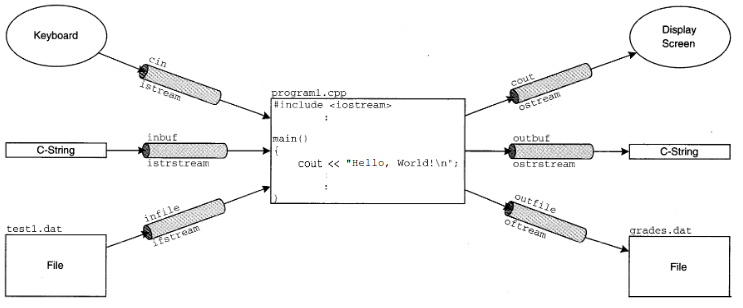 Keyboard
cin
istream
C-String
inbuf
istrstream
test1.dat
File
infile
ifstream
program1.cpp
#include <iostream>
:
main()
{
cout << "Hello, World!\n";
:
}
cout
ostream
Display
Screen
outbuf
ostrstream
C-String
outfile
oftream
grades.dat
File